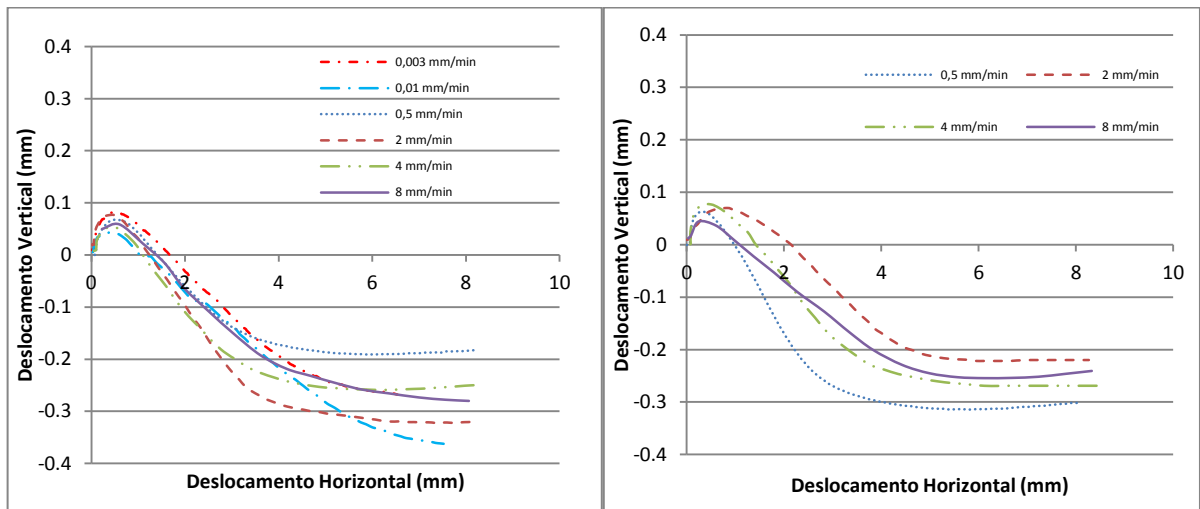 0.4
0.3
0.2
0.1
0
-0.1
-0.2
-0.3
-0.4
0 2 4 6 8 10
Deslocamento Vertical (mm)
Deslocamento Horizontal (mm)
0,003 mm/min
0,01 mm/min
0,5 mm/min
2 mm/min
4 mm/min
8 mm/min
0.4
0.3
0.2
0.1
0
-0.1
-0.2
-0.3
-0.4
0 2 4 6 8 10
Deslocamento Vertical (mm)
Deslocamento Horizontal (mm)
0,5 mm/min 2 mm/min
4 mm/min 8 mm/min